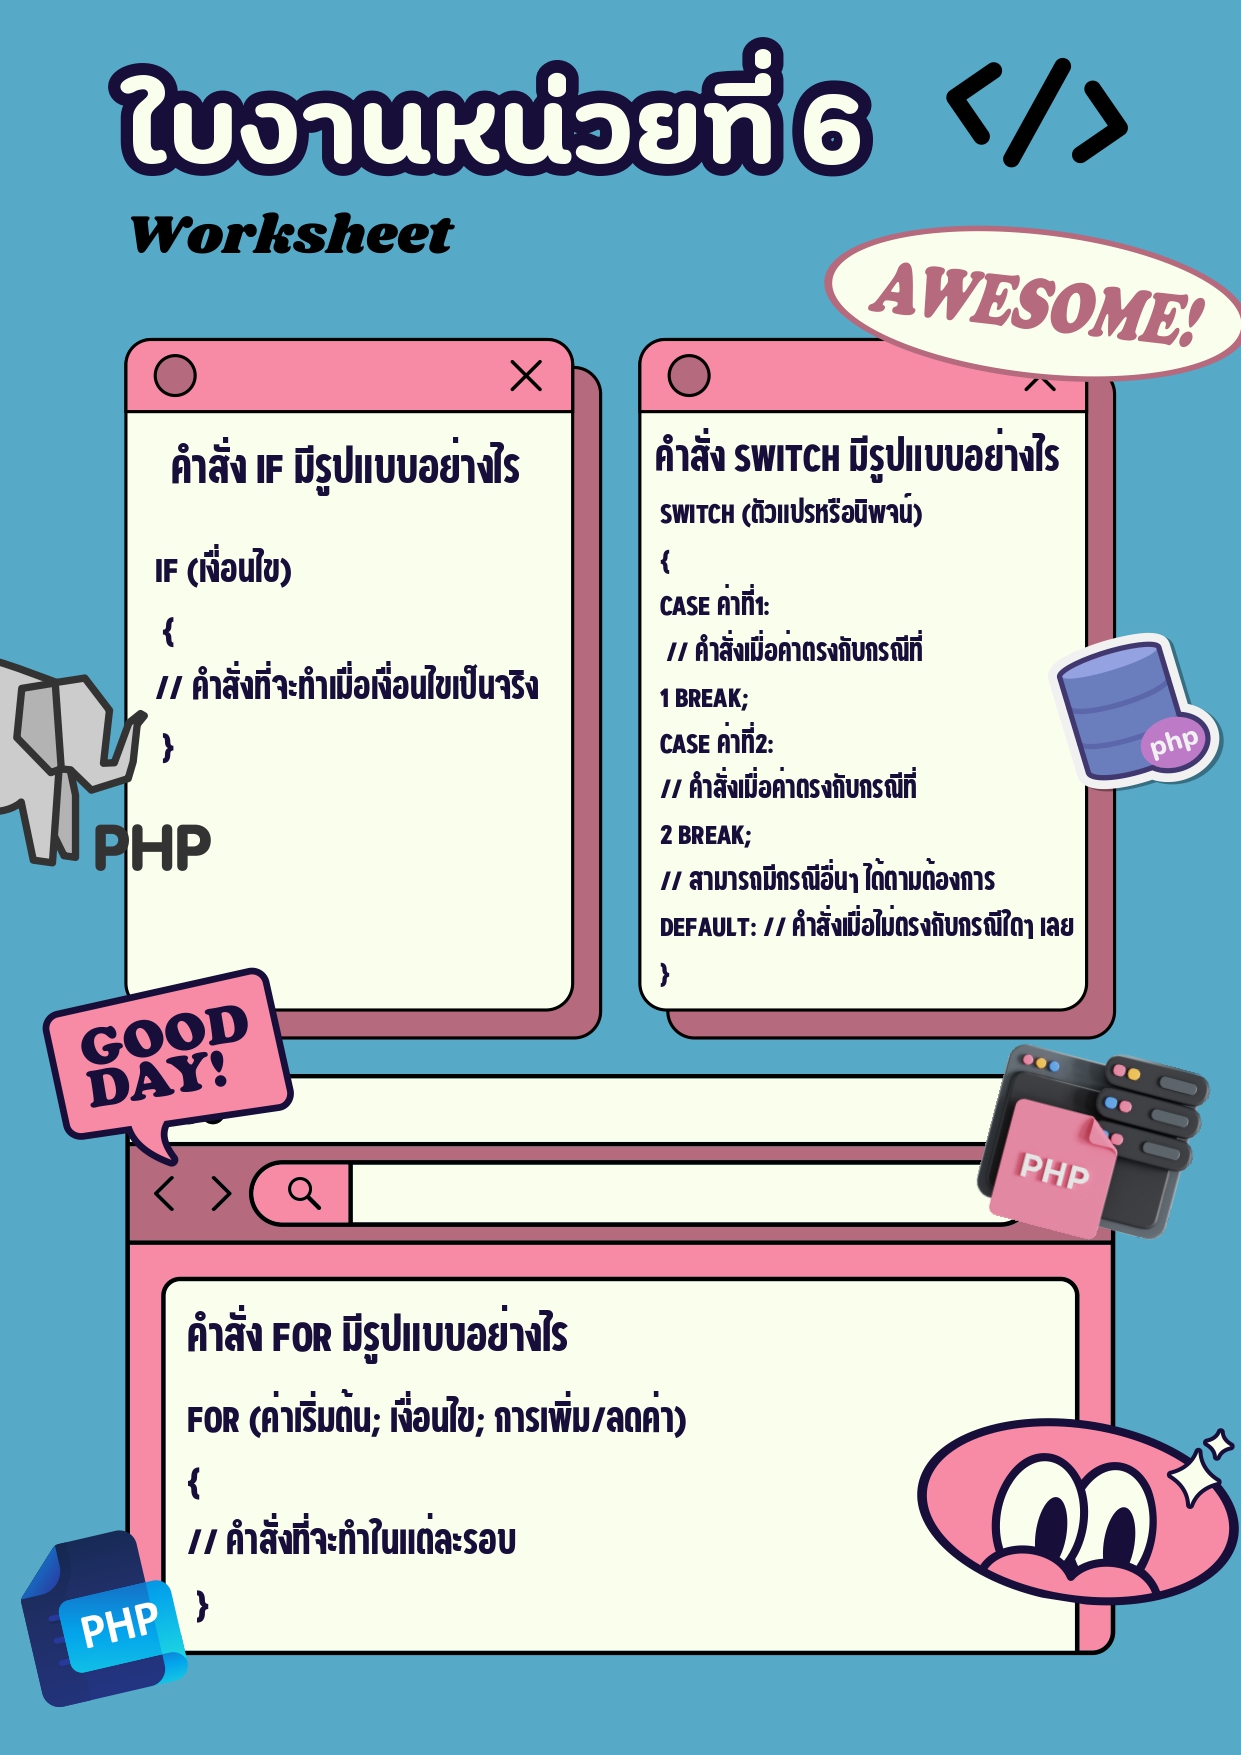 ใบงานหน่วยที่ 6
</>
Worksheet
AWESOME!
คำสั่ง IF มีรูปแบบอย่างไร
IF (เงื่อนไข)
{
// คำสั่งที่จะทำเมื่อเงื่อนไขเป็นจริง
}
PHP
คำสั่ง SWITCH มีรูปแบบอย่างไร
SWITCH (ตัวแปรหรือนิพจน์)
{
CASE ค่าที่1:
// คำสั่งเมื่อค่าตรงกับกรณีที่
1 BREAK;
CASE ค่าที่2:
// คำสั่งเมื่อค่าตรงกับกรณีที่
2 BREAK;
// สามารถมีกรณีอื่นๆ ได้ตามต้องการ
DEFAULT: // คำสั่งเมื่อไม่ตรงกับกรณีใดๆ เลย
}
php
GOOD
DAY!
PHP
คำสั่ง FOR มีรูปแบบอย่างไร
FOR (ค่าเริ่มต้น; เงื่อนไข; การเพิ่ม/ลดค่า)
{
// คำสั่งที่จะทำในแต่ละรอบ
}
PHP